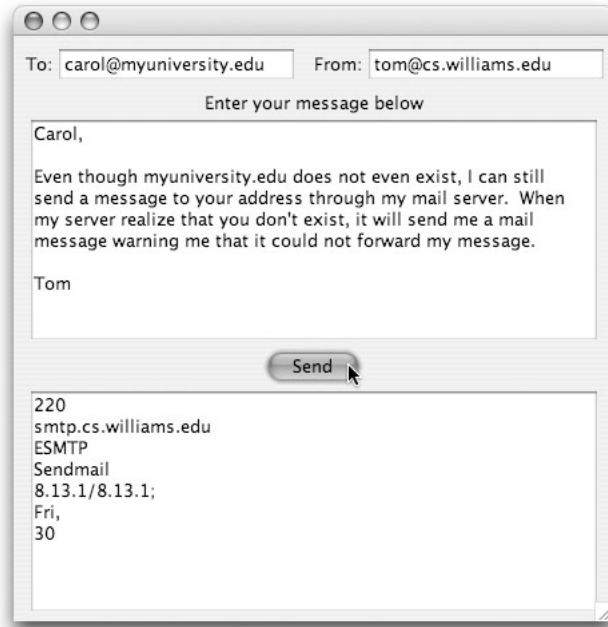 To: carol@myuniversity.edu From: tom@cs.williams.edu
Enter your message below
Carol,
Even though myuniversity.edu does not even exist, I can still
send a message to your address through my mail server.  When
my server realize that you don't exist, it will send me a mail
message warning me that it could not forward my message.
Tom
Send
220
smtp.cs.williams.edu
ESMTP
Sendmail
8.13.1/8.13.1;
Fri,
30